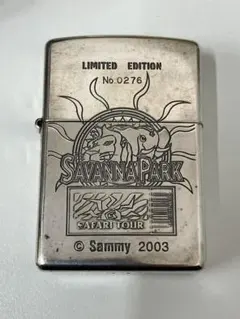 LIMITED EDITION
No.0276
SAVANNA PARK
SAFARI TOUR
© Sammy 2003